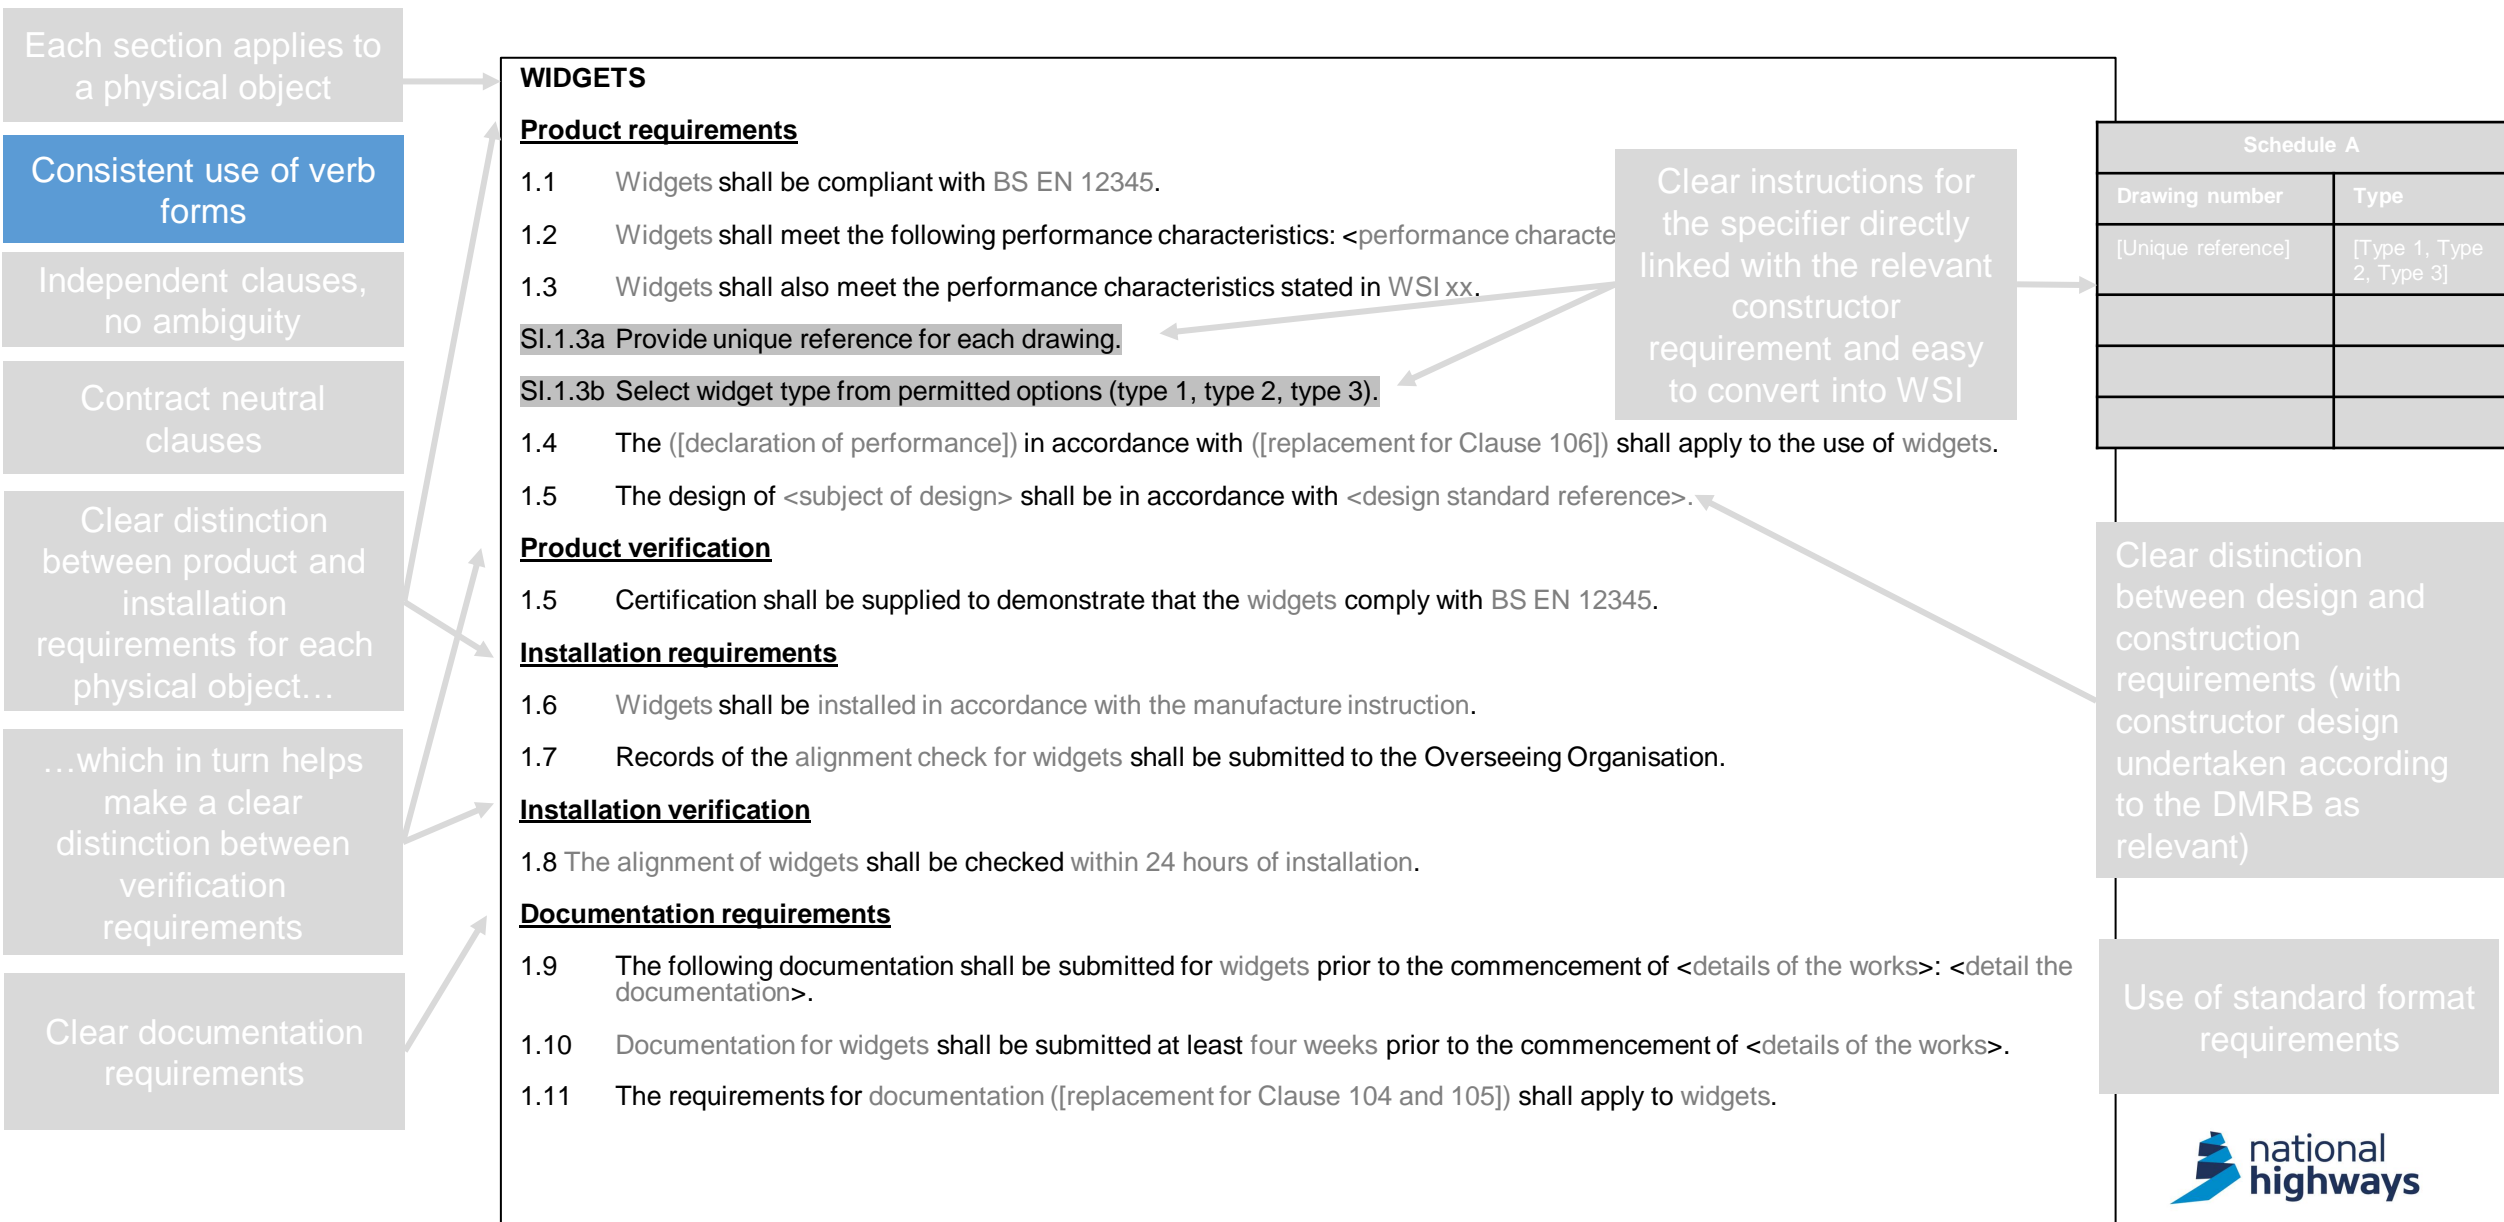 Each section applies to
a physical object
Consistent use of verb
forms
Independent clauses,
no ambiguity
Contract neutral
clauses
Clear distinction
between product and
installation
requirements for each
physical object…
…which in turn helps
make a clear
distinction between
verification
requirements
Clear documentation
requirements
WIDGETS
Product requirements
1.1 Widgets shall be compliant with BS EN 12345.
1.2 Widgets shall meet the following performance characteristics: <performance characte
1.3 Widgets shall also meet the performance characteristics stated in WSI xx.
SI.1.3a Provide unique reference for each drawing.
SI.1.3b Select widget type from permitted options (type 1, type 2, type 3).
1.4 The ([declaration of performance]) in accordance with ([replacement for Clause 106]) shall apply to the use of widgets.
1.5 The design of <subject of design> shall be in accordance with <design standard reference>.
Product verification
1.5 Certification shall be supplied to demonstrate that the widgets comply with BS EN 12345.
Installation requirements
1.6 Widgets shall be installed in accordance with the manufacture instruction.
1.7 Records of the alignment check for widgets shall be submitted to the Overseeing Organisation.
Installation verification
1.8 The alignment of widgets shall be checked within 24 hours of installation.
Documentation requirements
1.9 The following documentation shall be submitted for widgets prior to the commencement of <details of the works>: <detail the
documentation>.
1.10 Documentation for widgets shall be submitted at least four weeks prior to the commencement of <details of the works>.
1.11 The requirements for documentation ([replacement for Clause 104 and 105]) shall apply to widgets.
Clear instructions for
the specifier directly
linked with the relevant
constructor
requirement and easy
to convert into WSI
Schedule A
Drawing number Type
[Unique reference] [Type 1, Type
2, Type 3]
Clear distinction
between design and
construction
requirements (with
constructor design
undertaken according
to the DMRB as
relevant)
Use of standard format
requirements
national
highways